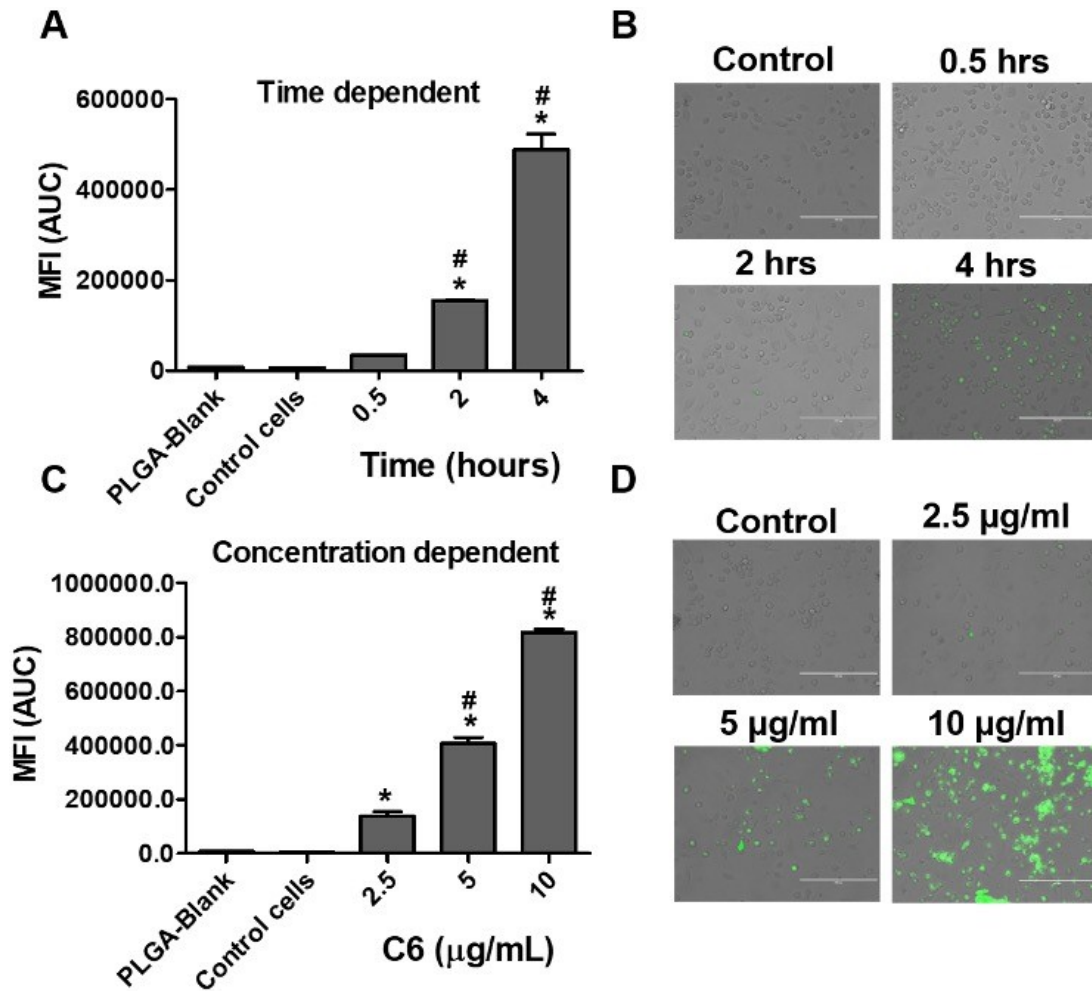 A
Time dependent
MFI (AUC)
600000
400000
200000
0
#
*
#
*
PLGA-Blank
Control cells
0.5
2
4
Time (hours)
B
Control
0.5 hrs
2 hrs
4 hrs
C
Concentration dependent
MFI (AUC)
1000000.0
800000.0
600000.0
400000.0
200000.0
0.0
*
#
*
#
*
PLGA-Blank
Control cells
2.5
5
10
C6 (μg/mL)
D
Control
2.5 µg/ml
5 µg/ml
10 µg/ml